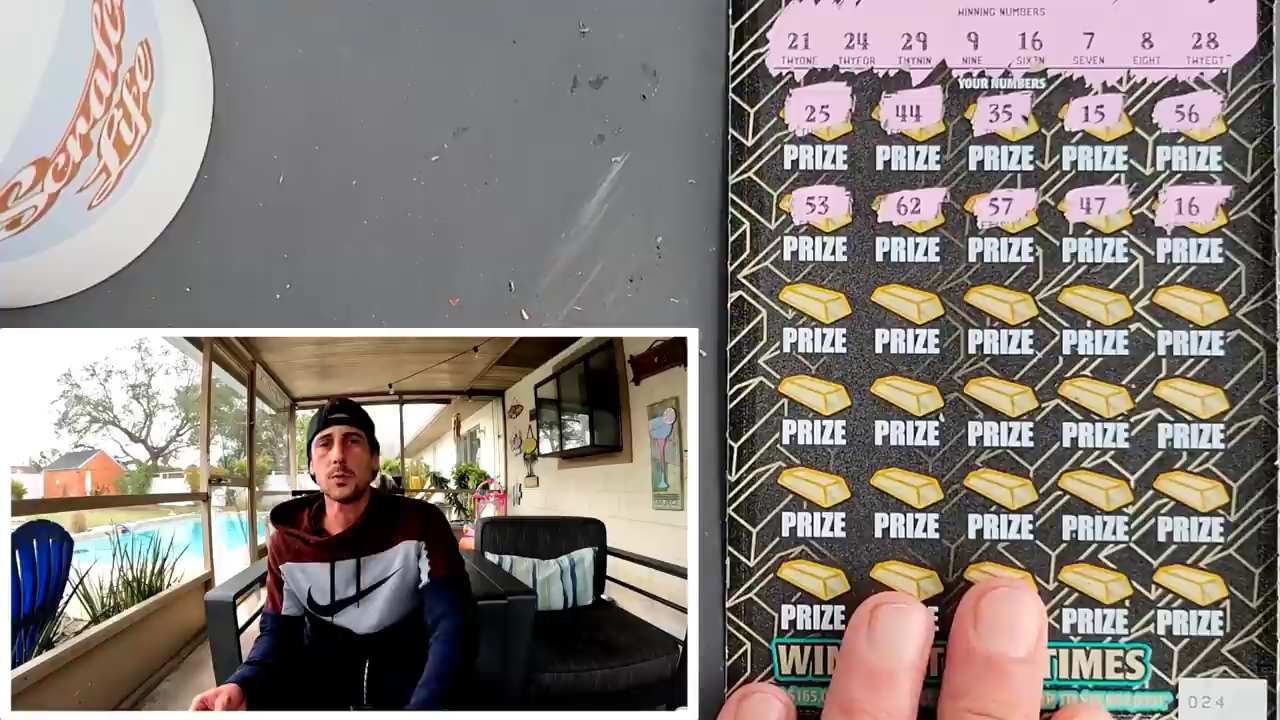 Scratch
Life
WINNING NUMBERS
21 24 29 9 16 7 8 28
THYONE THYFOR THYNIN NINE SIXTN SEVEN EIGHT THYEGT
YOUR NUMBERS
25 44 35 15 56
PRIZE PRIZE PRIZE PRIZE PRIZE
53 62 57 47 16
PRIZE PRIZE PRIZE PRIZE PRIZE
PRIZE PRIZE PRIZE PRIZE PRIZE
PRIZE PRIZE PRIZE PRIZE PRIZE
PRIZE PRIZE PRIZE PRIZE PRIZE
PRIZE PRIZE PRIZE
TIMES
024